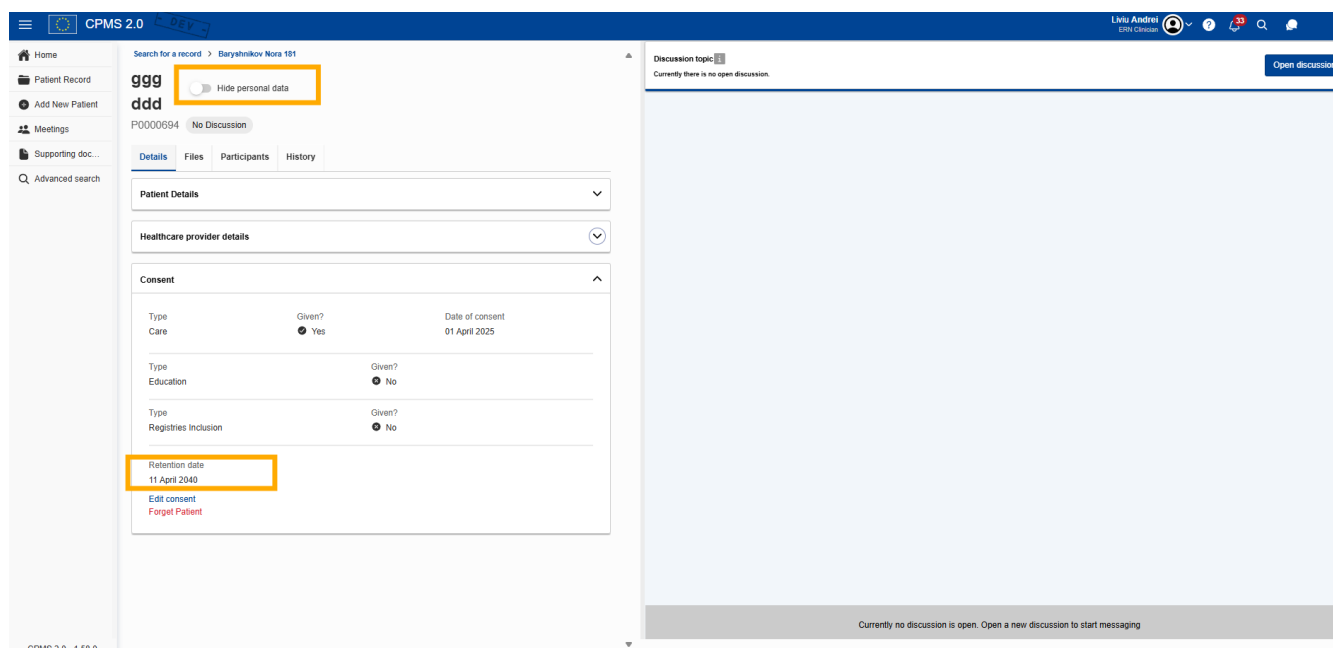 CPMS 2.0
DEV
Liviu Andrei
ERN Clinician
33
Home
Patient Record
Add New Patient
Meetings
Supporting doc...
Advanced search
Search for a record > Baryshnikov Nora 181
ggg
ddd
Hide personal data
P0000694 No Discussion
Details Files Participants History
Patient Details
Healthcare provider details
Consent
Type Given? Date of consent
Care Yes 01 April 2025
Type Given?
Education No
Type Given?
Registries Inclusion No
Retention date
11 April 2040
Edit consent
Forget Patient
Discussion topic i
Currently there is no open discussion.
Open discussion
Currently no discussion is open. Open a new discussion to start messaging